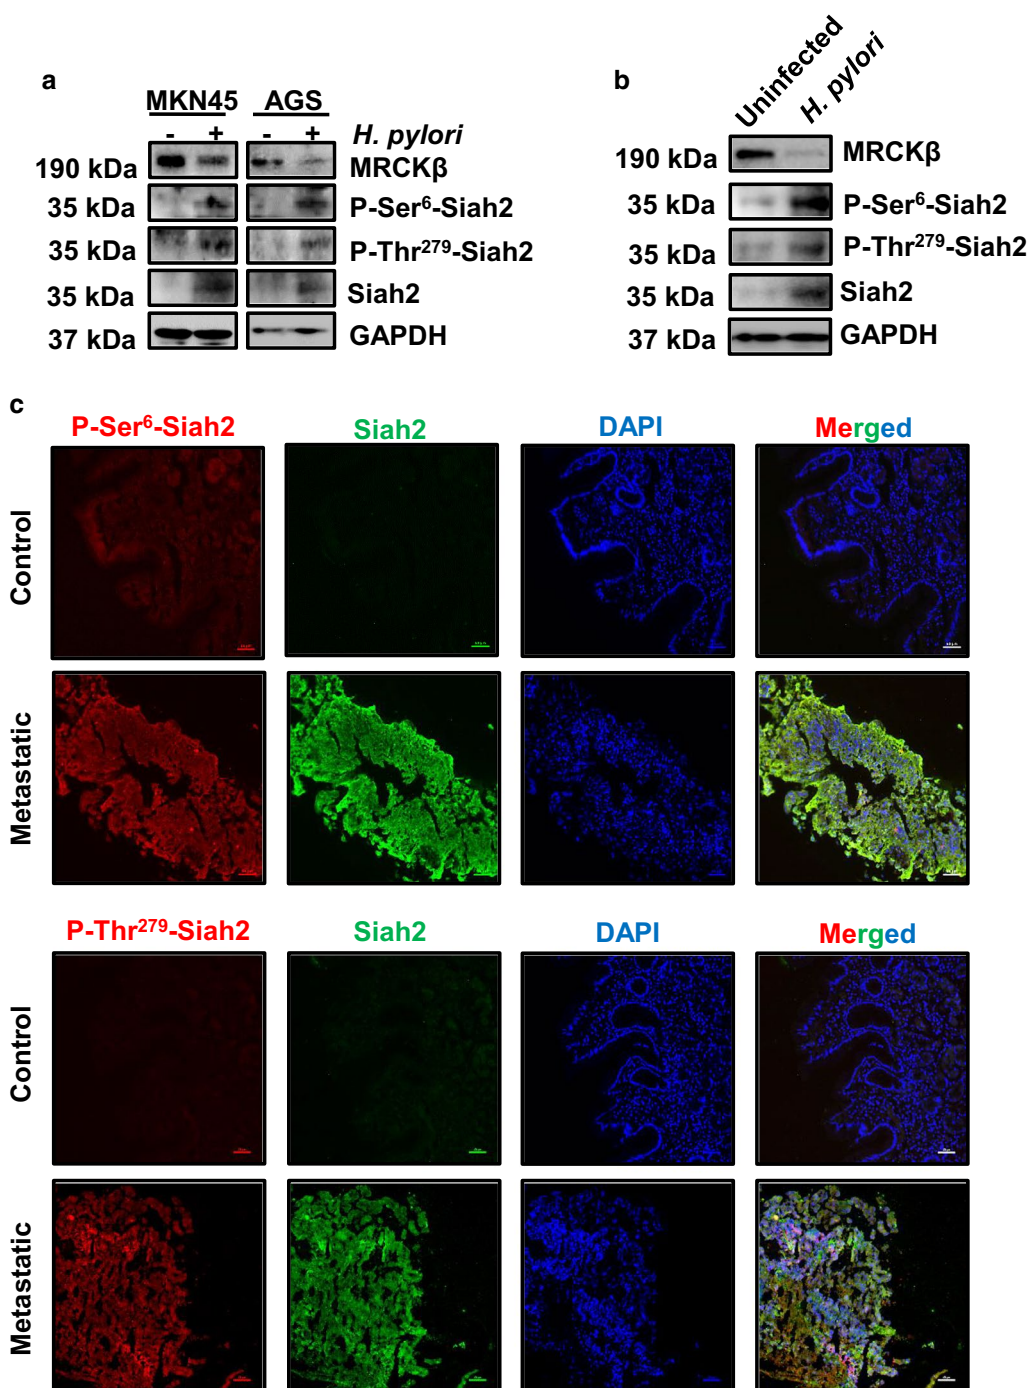 a
MKN45 AGS
- + - + H. pylori
190 kDa MRCKβ
35 kDa P-Ser⁶-Siah2
35 kDa P-Thr²⁷⁹-Siah2
35 kDa Siah2
37 kDa GAPDH
b
Uninfected H. pylori
190 kDa MRCKβ
35 kDa P-Ser⁶-Siah2
35 kDa P-Thr²⁷⁹-Siah2
35 kDa Siah2
37 kDa GAPDH
c
P-Ser⁶-Siah2 Siah2 DAPI Merged
Control
Metastatic
P-Thr²⁷⁹-Siah2 Siah2 DAPI Merged
Control
Metastatic